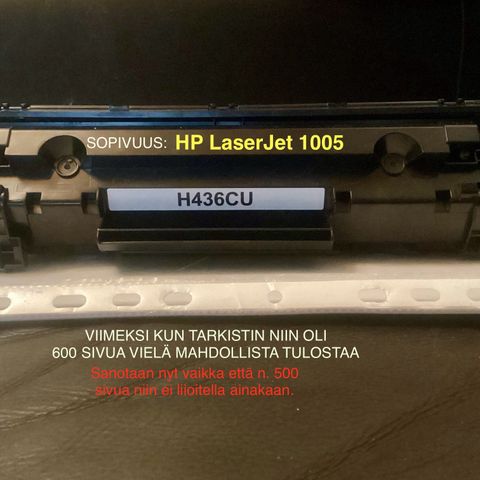 SOPIVUUS: HP LaserJet 1005
H436CU
VIIMEKSI KUN TARKISTIN NIIN OLI
600 SIVUA VIELÄ MAHDOLLISTA TULOSTAA
Sanotaan nyt vaikka että n. 500
sivua niin ei liioitella ainakaan.